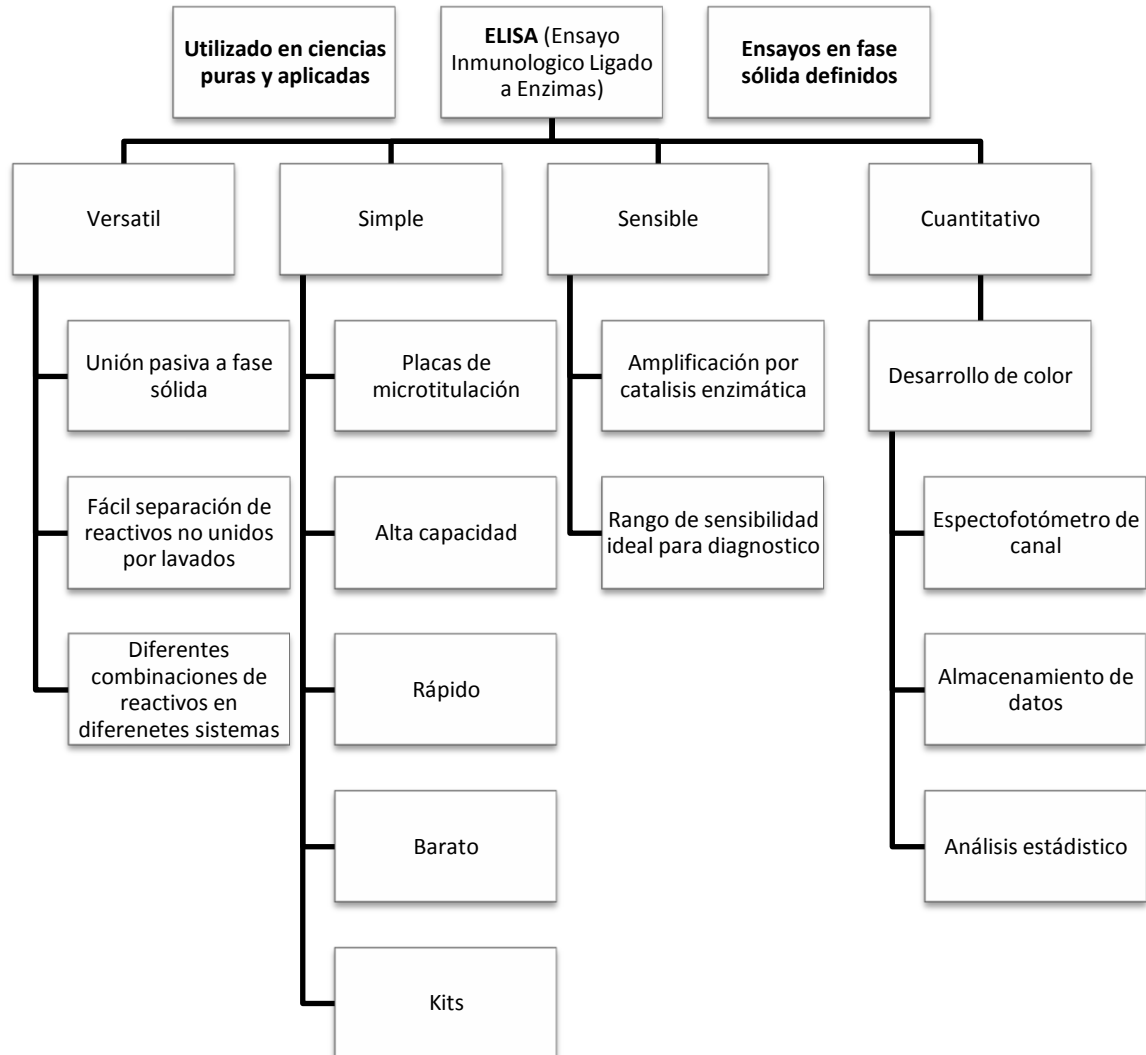 Utilizado en ciencias
puras y aplicadas
ELISA (Ensayo
Inmunologico Ligado
a Enzimas)
Ensayos en fase
sólida definidos
Versatil
Simple
Sensible
Cuantitativo
Unión pasiva a fase
sólida
Fácil separación de
reactivos no unidos
por lavados
Diferentes
combinaciones de
reactivos en
diferenetes sistemas
Placas de
microtitulación
Alta capacidad
Rápido
Barato
Kits
Amplificación por
catalisis enzimática
Rango de sensibilidad
ideal para diagnostico
Desarrollo de color
Espectofotómetro de
canal
Almacenamiento de
datos
Análisis estádistico